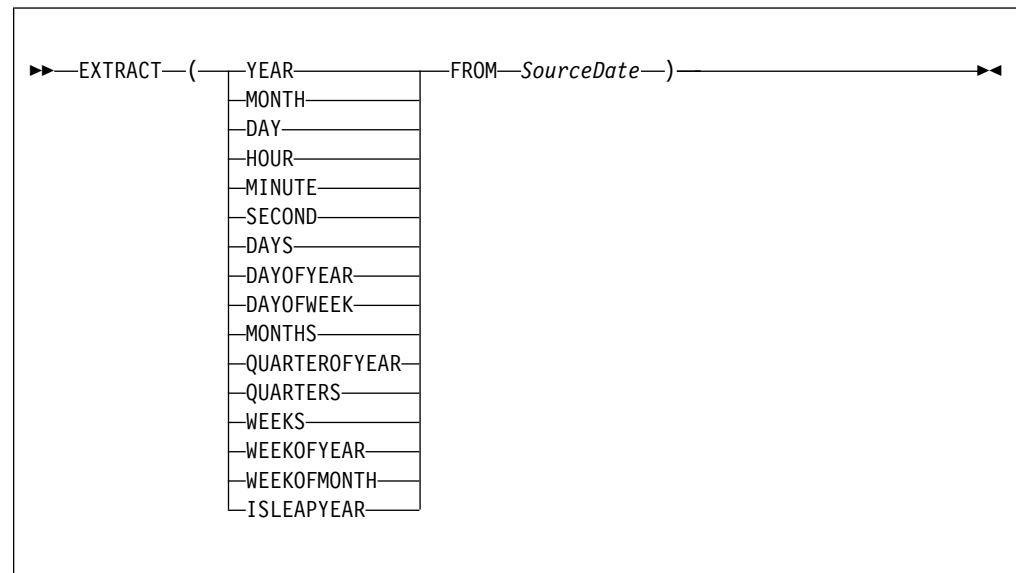 EXTRACT ( YEAR FROM SourceDate )
MONTH
DAY
HOUR
MINUTE
SECOND
DAYS
DAYOFYEAR
DAYOFWEEK
MONTHS
QUARTEROFYEAR
QUARTERS
WEEKS
WEEKOFYEAR
WEEKOFMONTH
ISLEAPYEAR